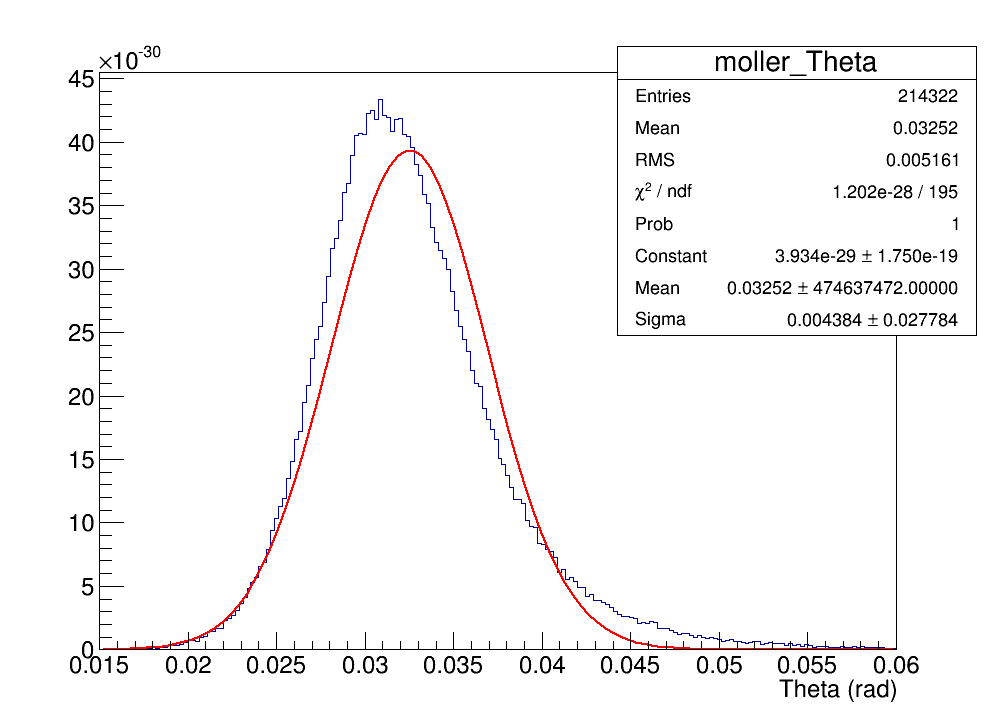 ×10-30
moller_Theta
Entries 214322
Mean 0.03252
RMS 0.005161
χ2 / ndf 1.202e-28 / 195
Prob 1
Constant 3.934e-29 ± 1.750e-19
Mean 0.03252 ± 474637472.00000
Sigma 0.004384 ± 0.027784
45
40
35
30
25
20
15
10
5
0
0.015 0.02 0.025 0.03 0.035 0.04 0.045 0.05 0.055 0.06
Theta (rad)